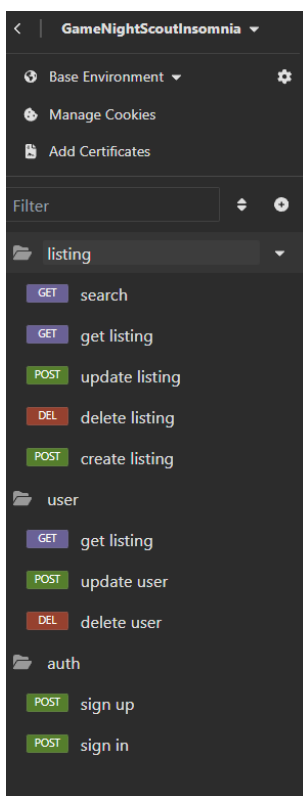 GameNightScoutInsomnia
Base Environment
Manage Cookies
Add Certificates
Filter
listing
GET search
GET get listing
POST update listing
DEL delete listing
POST create listing
user
GET get listing
POST update user
DEL delete user
auth
POST sign up
POST sign in